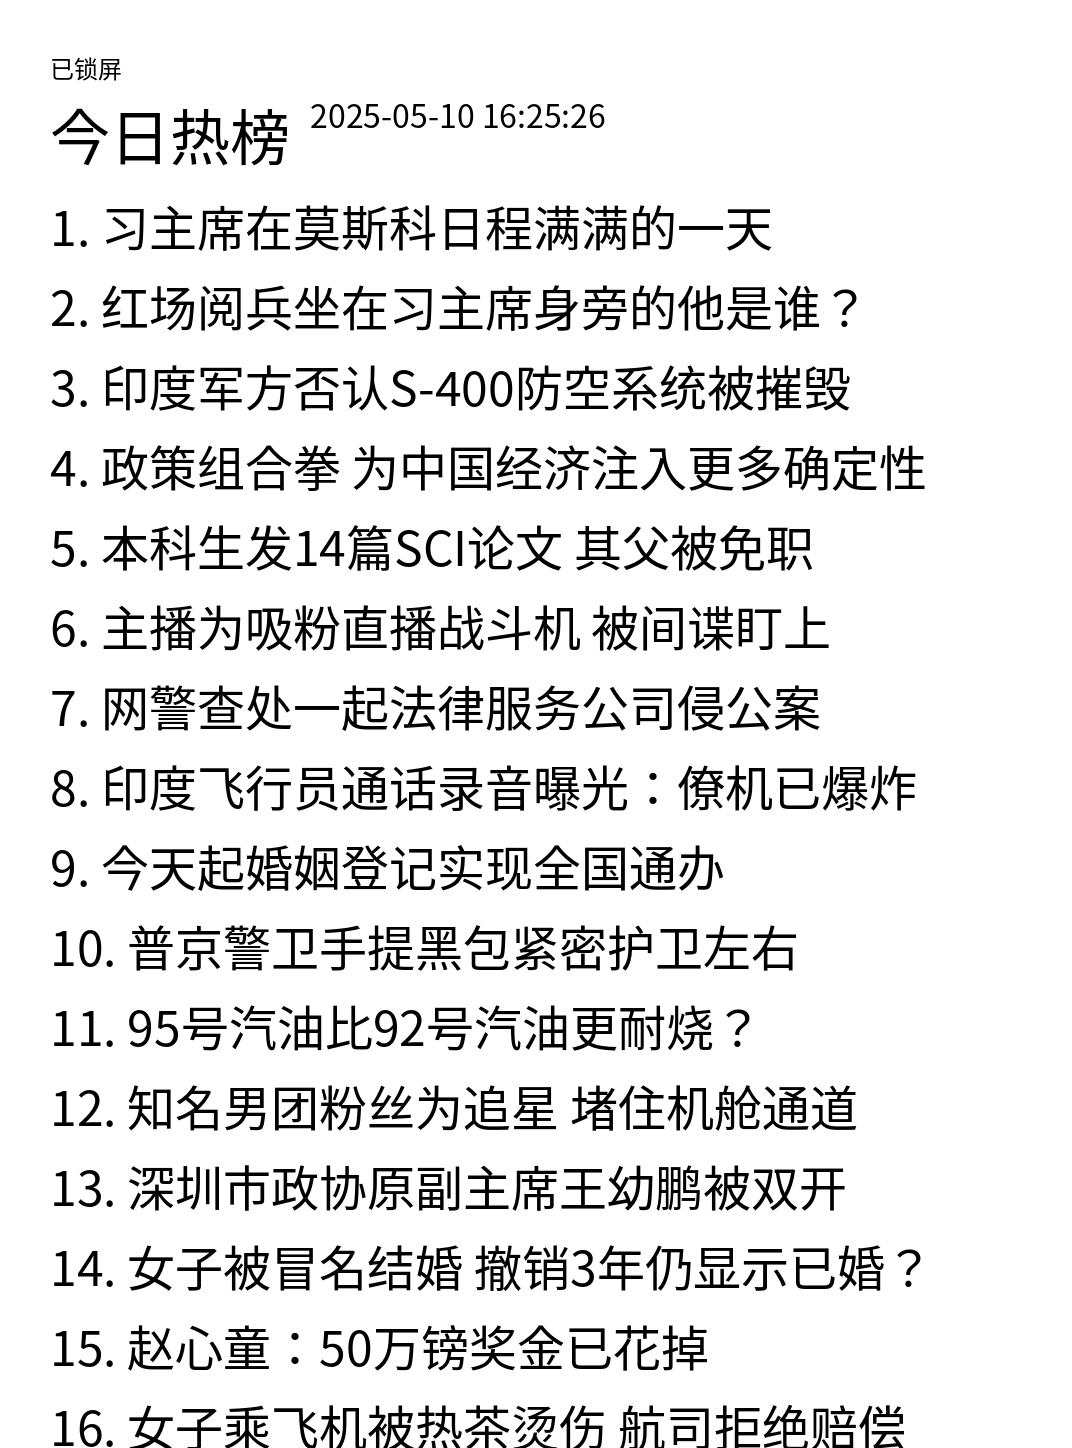 已锁屏
今日热榜 2025-05-10 16:25:26
1. 习主席在莫斯科日程满满的一天
2. 红场阅兵坐在习主席身旁的他是谁？
3. 印度军方否认S-400防空系统被摧毁
4. 政策组合拳 为中国经济注入更多确定性
5. 本科生发14篇SCI论文 其父被免职
6. 主播为吸粉直播战斗机 被间谍盯上
7. 网警查处一起法律服务公司侵公案
8. 印度飞行员通话录音曝光：僚机已爆炸
9. 今天起婚姻登记实现全国通办
10. 普京警卫手提黑包紧密护卫左右
11. 95号汽油比92号汽油更耐烧？
12. 知名男团粉丝为追星 堵住机舱通道
13. 深圳市政协原副主席王幼鹏被双开
14. 女子被冒名结婚 撤销3年仍显示已婚？
15. 赵心童：50万镑奖金已花掉
16. 女子乘飞机被热茶烫伤 航司拒绝赔偿